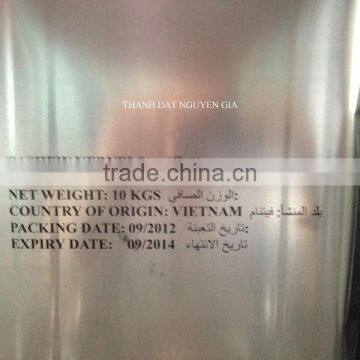 THANH DAT NGUYEN GIA
trade.china.cn
NET WEIGHT: 10 KGS الوزن الصافي:
COUNTRY OF ORIGIN: VIETNAM بلد المنشأ: فيتنام
PACKING DATE: 09/2012 تاريخ التعبئة:
EXPIRY DATE: 09/2014 تاريخ الانتهاء